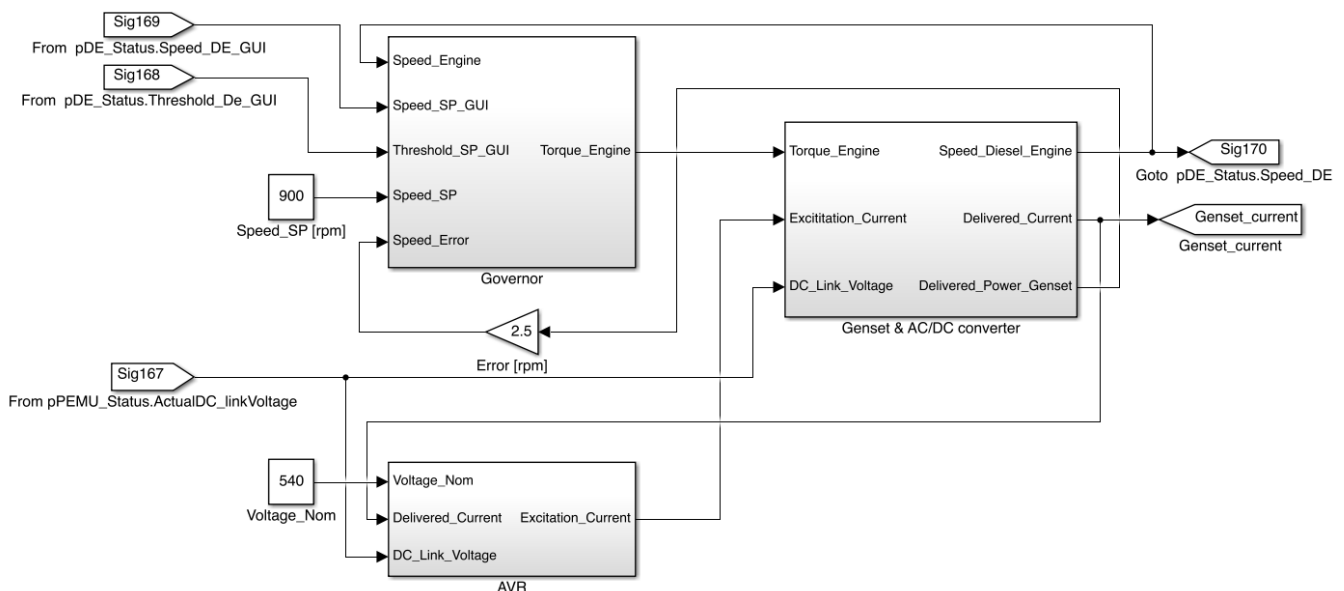 Sig169
From pDE_Status.Speed_DE_GUI
Sig168
From pDE_Status.Threshold_De_GUI
900
Speed_SP [rpm]
Speed_Engine
Speed_SP_GUI
Threshold_SP_GUI
Torque_Engine
Speed_SP
Speed_Error
Governor
2.5
Error [rpm]
Torque_Engine
Speed_Diesel_Engine
Excititation_Current
Delivered_Current
DC_Link_Voltage
Delivered_Power_Genset
Genset & AC/DC converter
Sig170
Goto pDE_Status.Speed_DE
Genset_current
Genset_current
Sig167
From pPEMU_Status.ActualDC_linkVoltage
540
Voltage_Nom
Voltage_Nom
Delivered_Current
Excitation_Current
DC_Link_Voltage
AVR